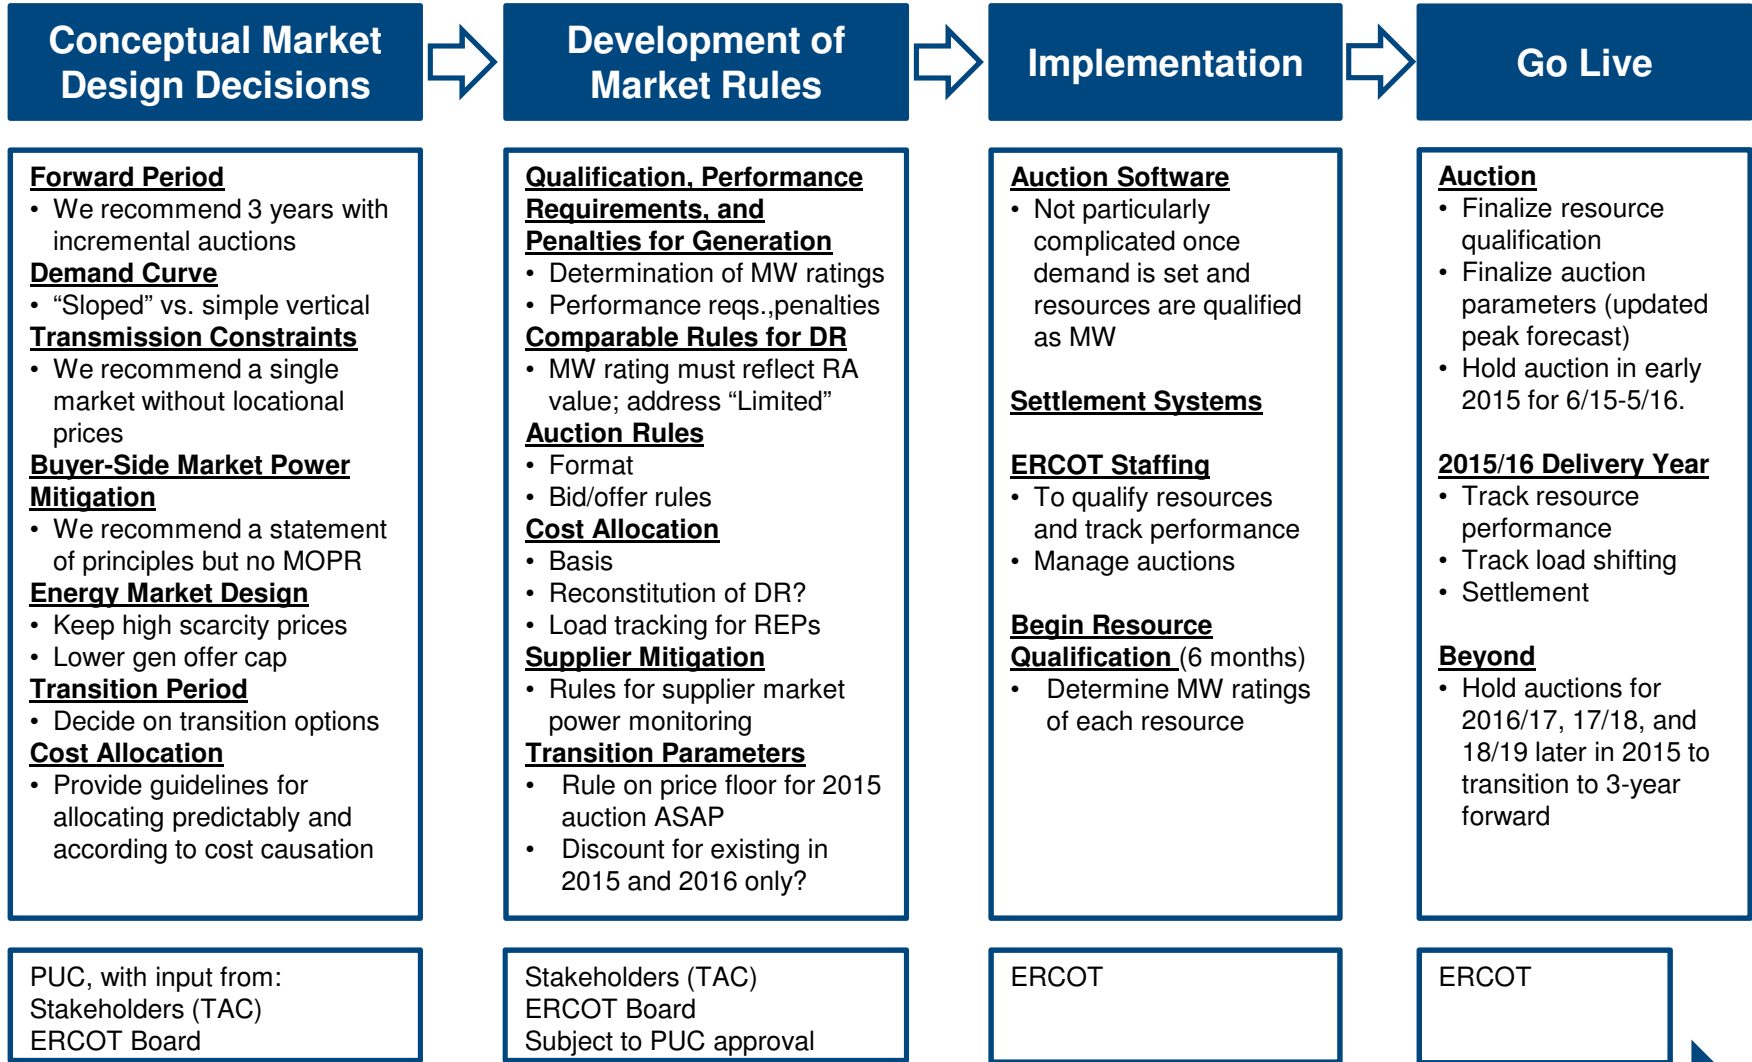 Conceptual Market
Design Decisions
Development of
Market Rules
Implementation
Go Live
Forward Period
• We recommend 3 years with
incremental auctions
Demand Curve
• “Sloped” vs. simple vertical
Transmission Constraints
• We recommend a single
market without locational
prices
Buyer-Side Market Power
Mitigation
• We recommend a statement
of principles but no MOPR
Energy Market Design
• Keep high scarcity prices
• Lower gen offer cap
Transition Period
• Decide on transition options
Cost Allocation
• Provide guidelines for
allocating predictably and
according to cost causation
Qualification, Performance
Requirements, and
Penalties for Generation
• Determination of MW ratings
• Performance reqs.,penalties
Comparable Rules for DR
• MW rating must reflect RA
value; address “Limited”
Auction Rules
• Format
• Bid/offer rules
Cost Allocation
• Basis
• Reconstitution of DR?
• Load tracking for REPs
Supplier Mitigation
• Rules for supplier market
power monitoring
Transition Parameters
• Rule on price floor for 2015
auction ASAP
• Discount for existing in
2015 and 2016 only?
Auction Software
• Not particularly
complicated once
demand is set and
resources are qualified
as MW
Settlement Systems
ERCOT Staffing
• To qualify resources
and track performance
• Manage auctions
Begin Resource
Qualification (6 months)
• Determine MW ratings
of each resource
Auction
• Finalize resource
qualification
• Finalize auction
parameters (updated
peak forecast)
• Hold auction in early
2015 for 6/15-5/16.
2015/16 Delivery Year
• Track resource
performance
• Track load shifting
• Settlement
Beyond
• Hold auctions for
2016/17, 17/18, and
18/19 later in 2015 to
transition to 3-year
forward
PUC, with input from:
Stakeholders (TAC)
ERCOT Board
Stakeholders (TAC)
ERCOT Board
Subject to PUC approval
ERCOT
ERCOT